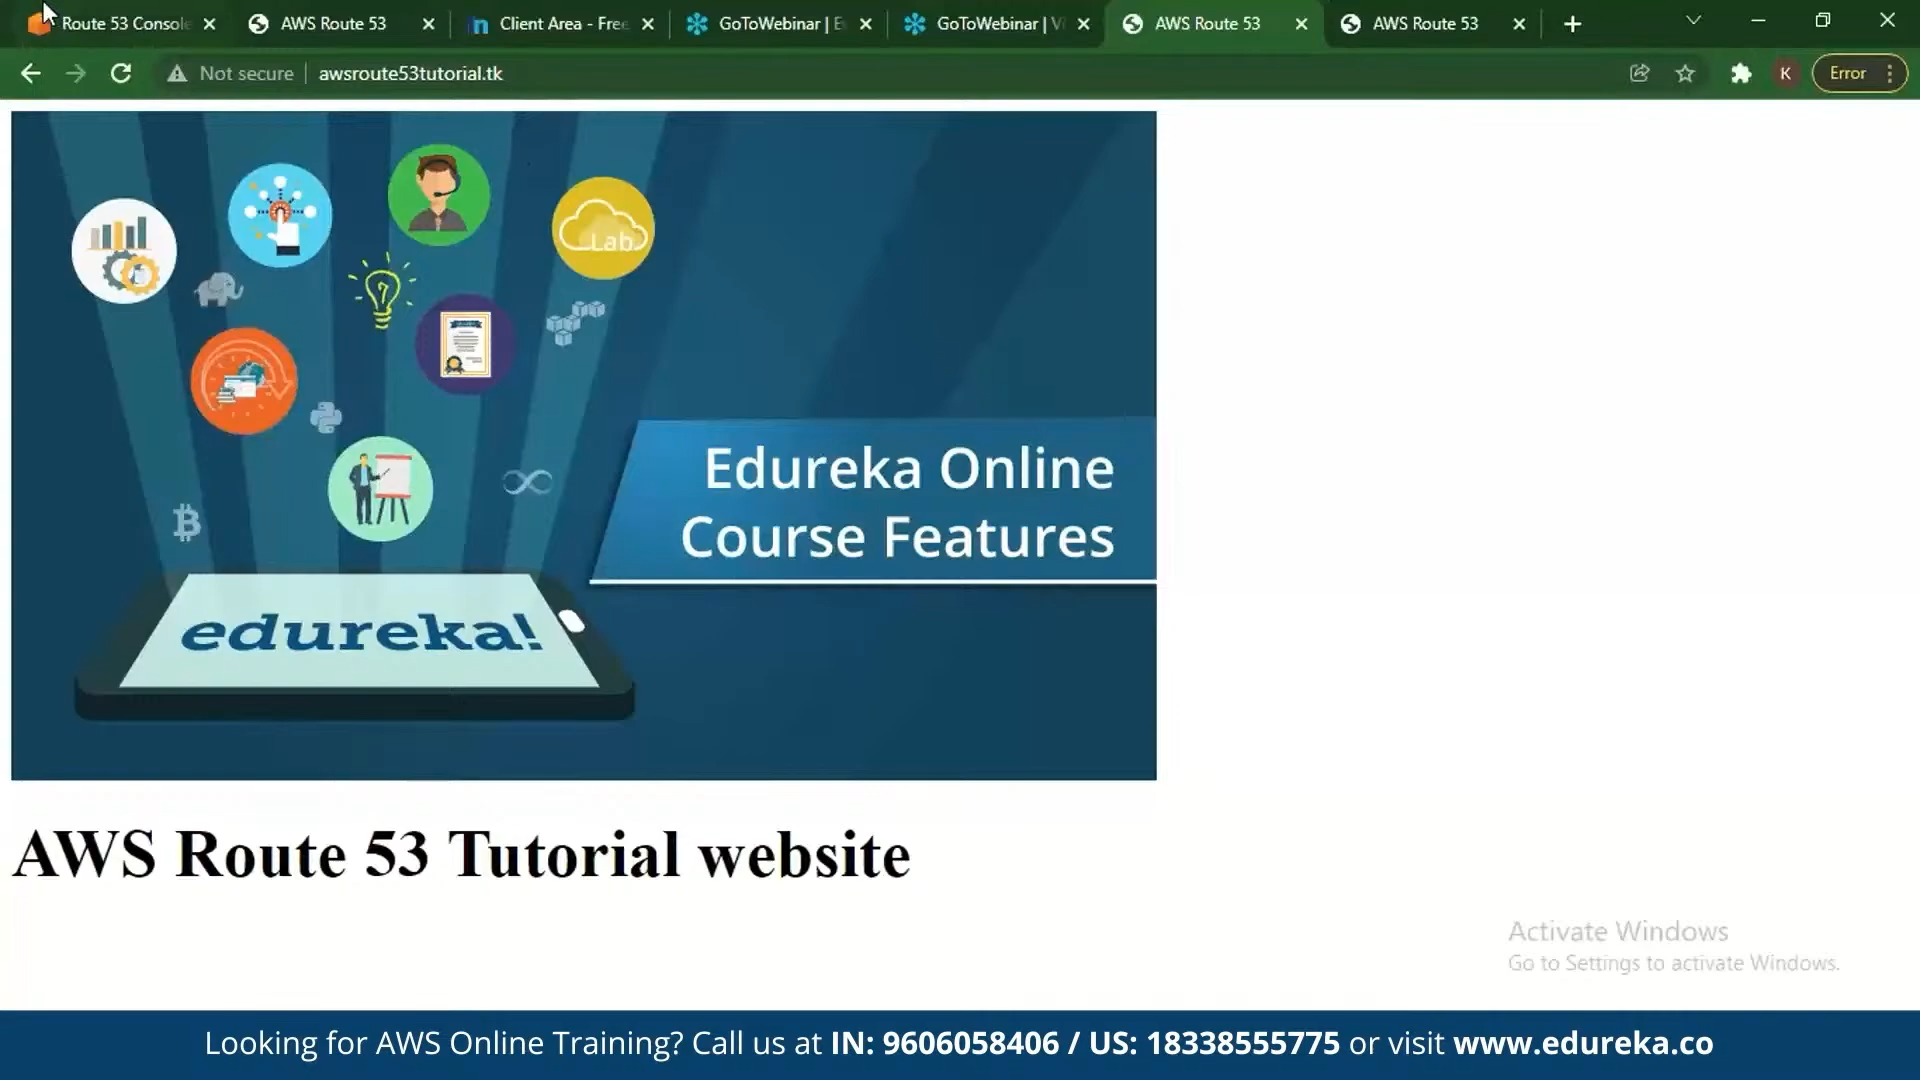 Route 53 Console
AWS Route 53
Client Area - Free
GoToWebinar | E
GoToWebinar | Vi
AWS Route 53
AWS Route 53
Not secure
awsroute53tutorial.tk
K
Error
Lab
Edureka Online
Course Features
edureka!
AWS Route 53 Tutorial website
Activate Windows
Go to Settings to activate Windows.
Looking for AWS Online Training? Call us at IN: 9606058406 / US: 18338555775 or visit www.edureka.co